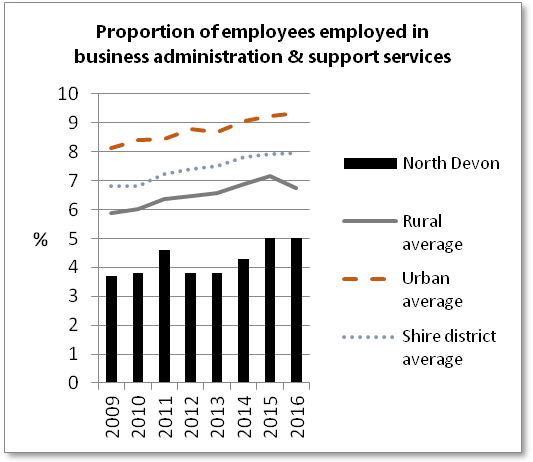 Proportion of employees employed in
business administration & support services
10
9
8
7
6
5
4
3
2
1
0
%
2009
2010
2011
2012
2013
2014
2015
2016
North Devon
Rural
average
Urban
average
Shire district
average